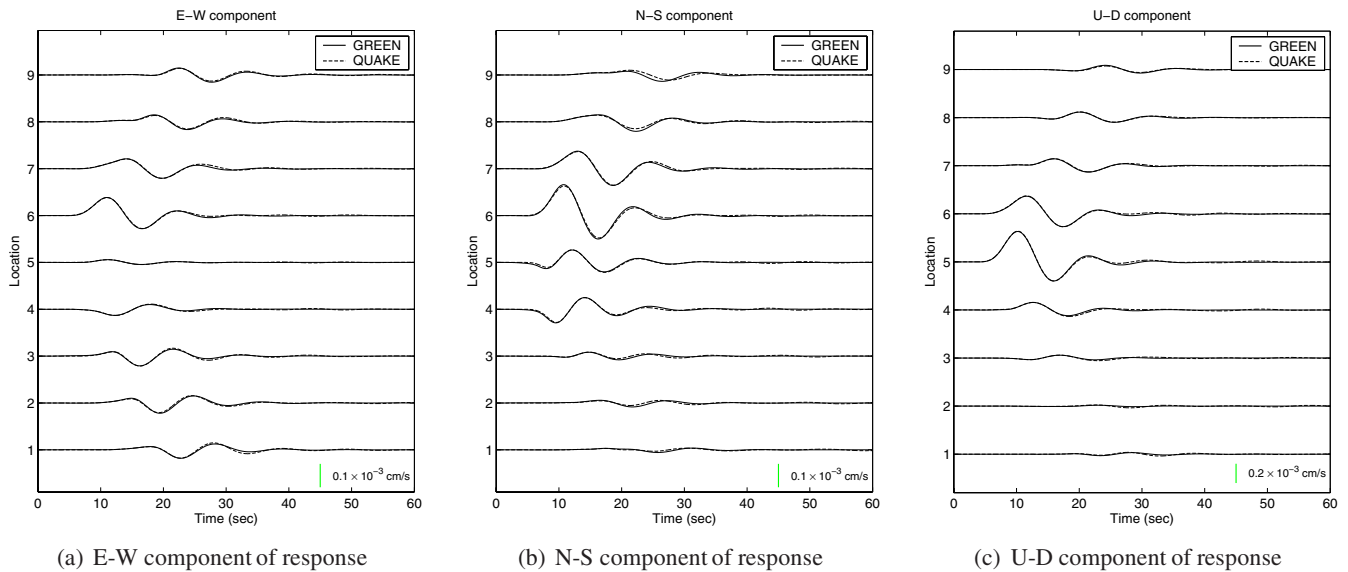 E–W component
GREEN
QUAKE
9
8
7
6
5
4
3
2
1
Location
0.1 × 10⁻³ cm/s
0 10 20 30 40 50 60
Time (sec)
(a) E-W component of response
N–S component
GREEN
QUAKE
9
8
7
6
5
4
3
2
1
Location
0.1 × 10⁻³ cm/s
0 10 20 30 40 50 60
Time (sec)
(b) N-S component of response
U–D component
GREEN
QUAKE
9
8
7
6
5
4
3
2
1
Location
0.2 × 10⁻³ cm/s
0 10 20 30 40 50 60
Time (sec)
(c) U-D component of response